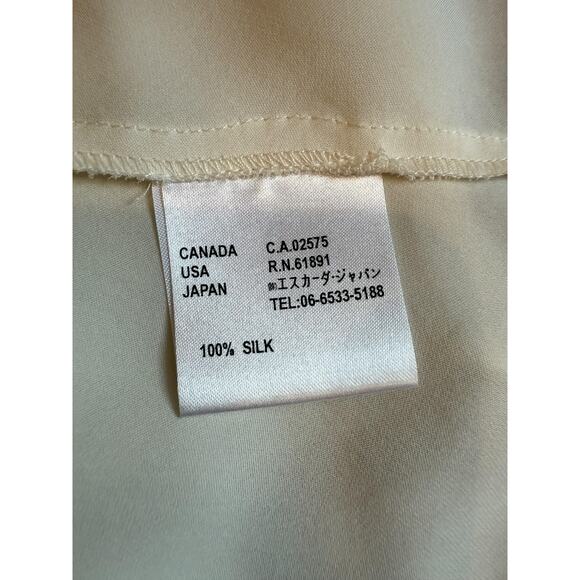 CANADA C.A.02575
USA R.N.61891
JAPAN ㈱エスカーダ・ジャパン
TEL:06-6533-5188
100% SILK